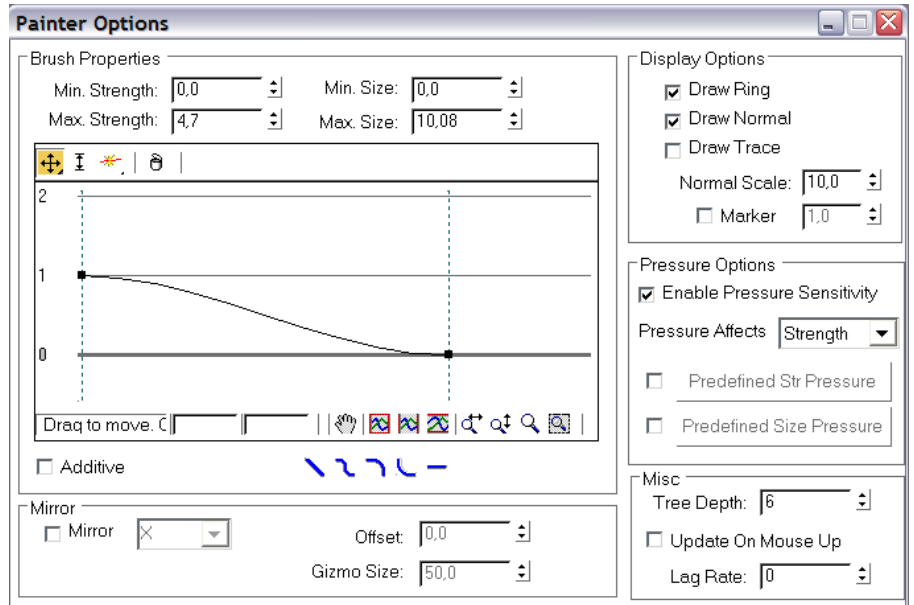 Painter Options
Brush Properties
Min. Strength: 0,0 Min. Size: 0,0
Max. Strength: 4,7 Max. Size: 10,08
2
1
0
Drag to move. C
Additive
Mirror
Mirror X Offset: 0,0
Gizmo Size: 50,0
Display Options
Draw Ring
Draw Normal
Draw Trace
Normal Scale: 10,0
Marker 1,0
Pressure Options
Enable Pressure Sensitivity
Pressure Affects Strength
Predefined Str Pressure
Predefined Size Pressure
Misc
Tree Depth: 6
Update On Mouse Up
Lag Rate: 0